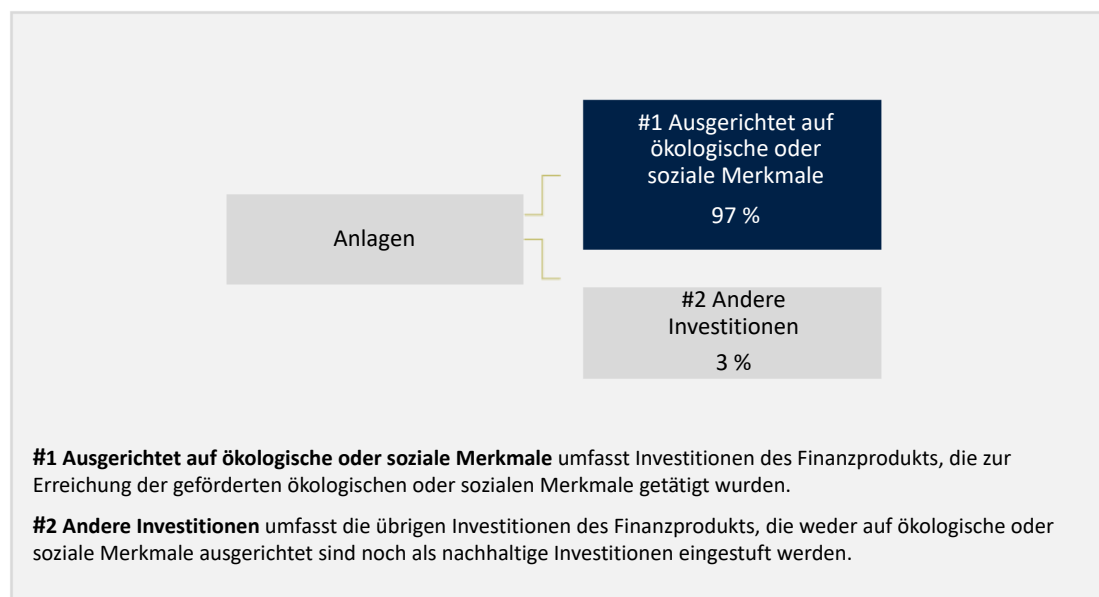 #1 Ausgerichtet auf
ökologische oder
soziale Merkmale
97 %
Anlagen
#2 Andere
Investitionen
3 %
#1 Ausgerichtet auf ökologische oder soziale Merkmale umfasst Investitionen des Finanzprodukts, die zur
Erreichung der geförderten ökologischen oder sozialen Merkmale getätigt wurden.
#2 Andere Investitionen umfasst die übrigen Investitionen des Finanzprodukts, die weder auf ökologische oder
soziale Merkmale ausgerichtet sind noch als nachhaltige Investitionen eingestuft werden.